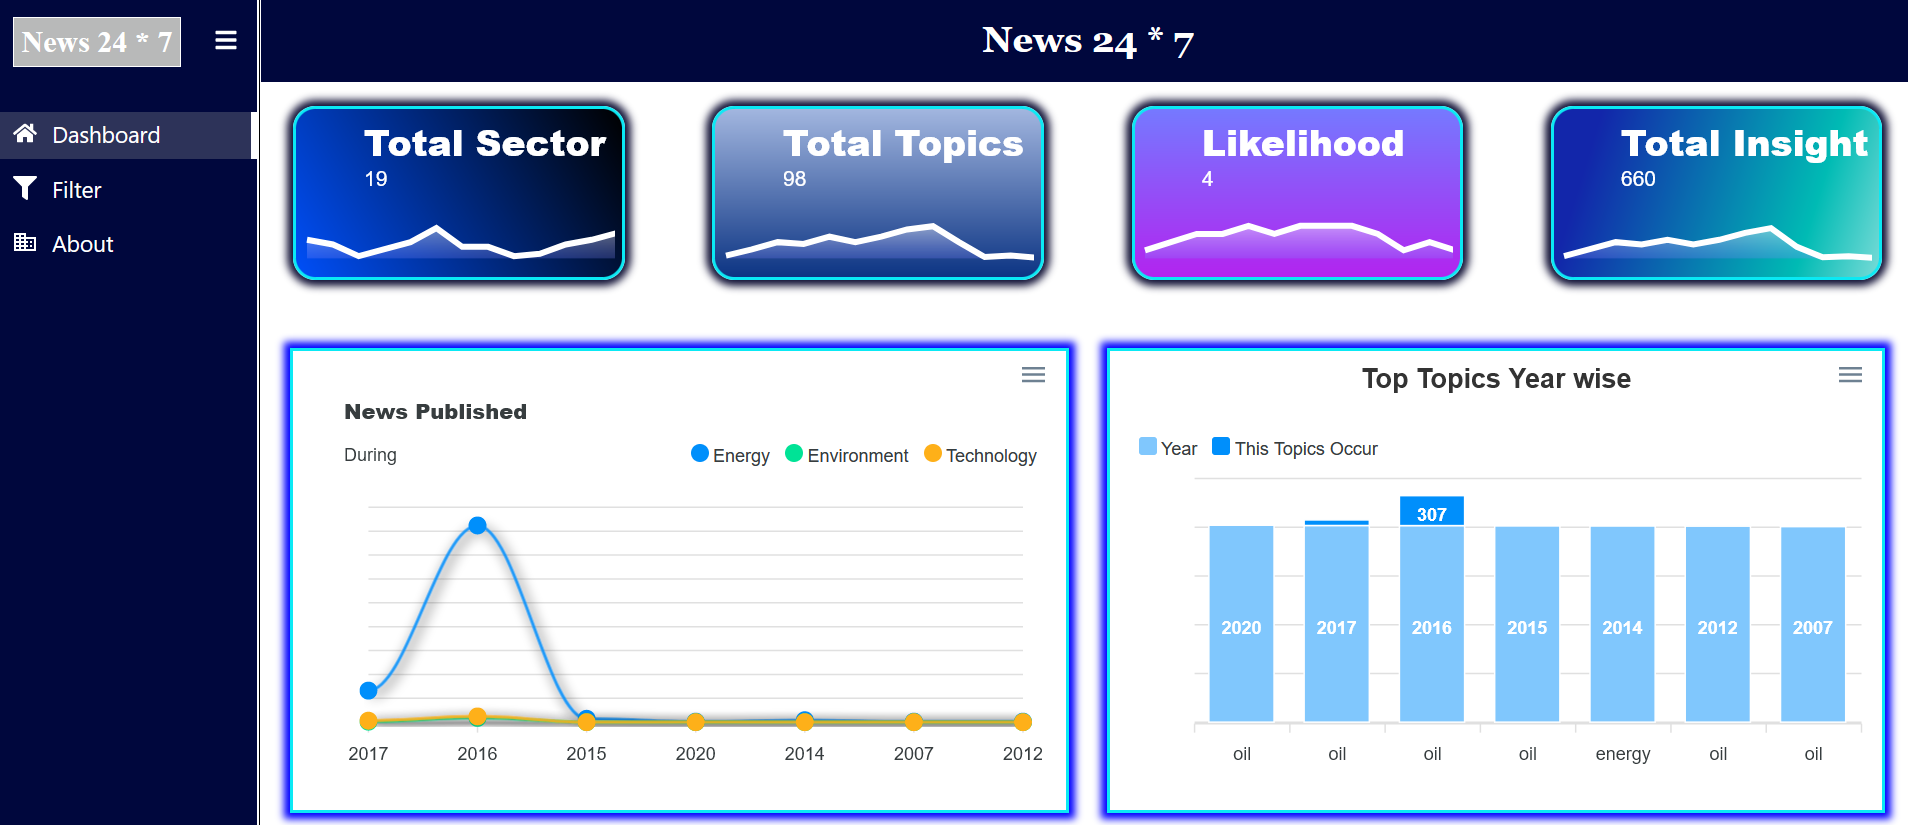 News 24 * 7
Dashboard
Filter
About
News 24 * 7
Total Sector
19
Total Topics
98
Likelihood
4
Total Insight
660
News Published
During
Energy Environment Technology
2017 2016 2015 2020 2014 2007 2012
Top Topics Year wise
Year This Topics Occur
307
2020 2017 2016 2015 2014 2012 2007
oil oil oil oil energy oil oil